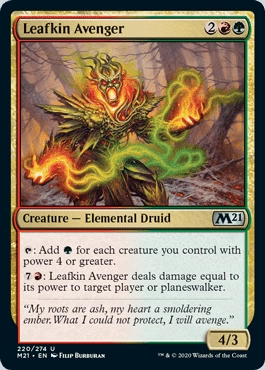 Leafkin Avenger 2
Creature — Elemental Druid M21
: Add for each creature you control with
power 4 or greater.
7 : Leafkin Avenger deals damage equal to
its power to target player or planeswalker.
"My roots are ash, my heart a smoldering
ember.What I could not protect, I will avenge."
4/3
220/274 U
M21 • EN FILIP BURBURAN ™ & © 2020 Wizards of the Coast